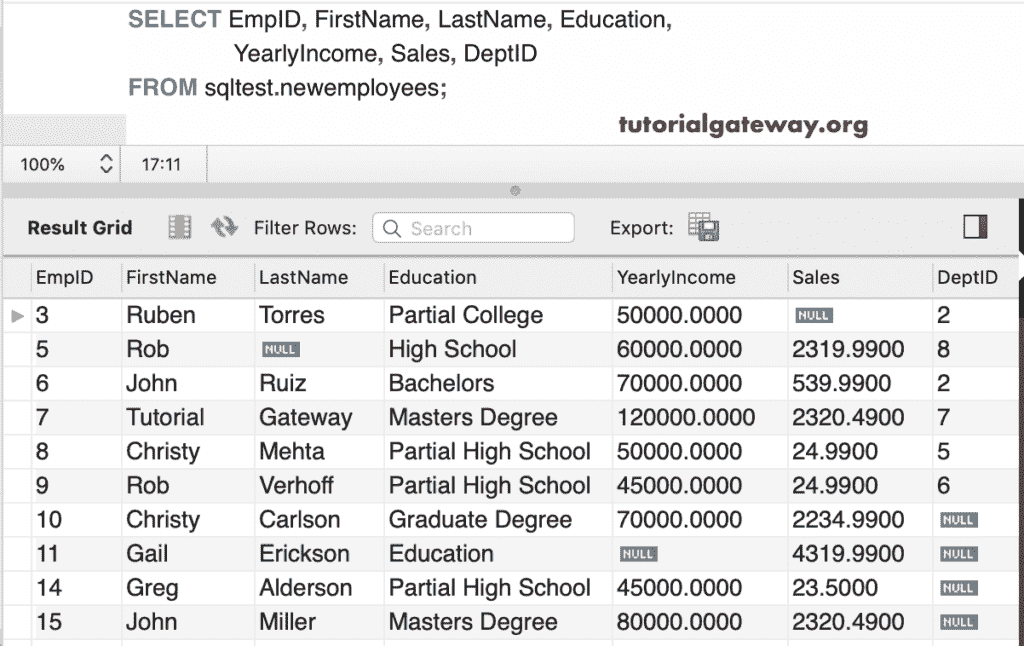 SELECT EmpID, FirstName, LastName, Education,
YearlyIncome, Sales, DeptID
FROM sqltest.newemployees;
tutorialgateway.org
100% 17:11
Result Grid Filter Rows: Search Export:
EmpID FirstName LastName Education YearlyIncome Sales DeptID
3 Ruben Torres Partial College 50000.0000 NULL 2
5 Rob NULL High School 60000.0000 2319.9900 8
6 John Ruiz Bachelors 70000.0000 539.9900 2
7 Tutorial Gateway Masters Degree 120000.0000 2320.4900 7
8 Christy Mehta Partial High School 50000.0000 24.9900 5
9 Rob Verhoff Partial High School 45000.0000 24.9900 6
10 Christy Carlson Graduate Degree 70000.0000 2234.9900 NULL
11 Gail Erickson Education NULL 4319.9900 NULL
14 Greg Alderson Partial High School 45000.0000 23.5000 NULL
15 John Miller Masters Degree 80000.0000 2320.4900 NULL